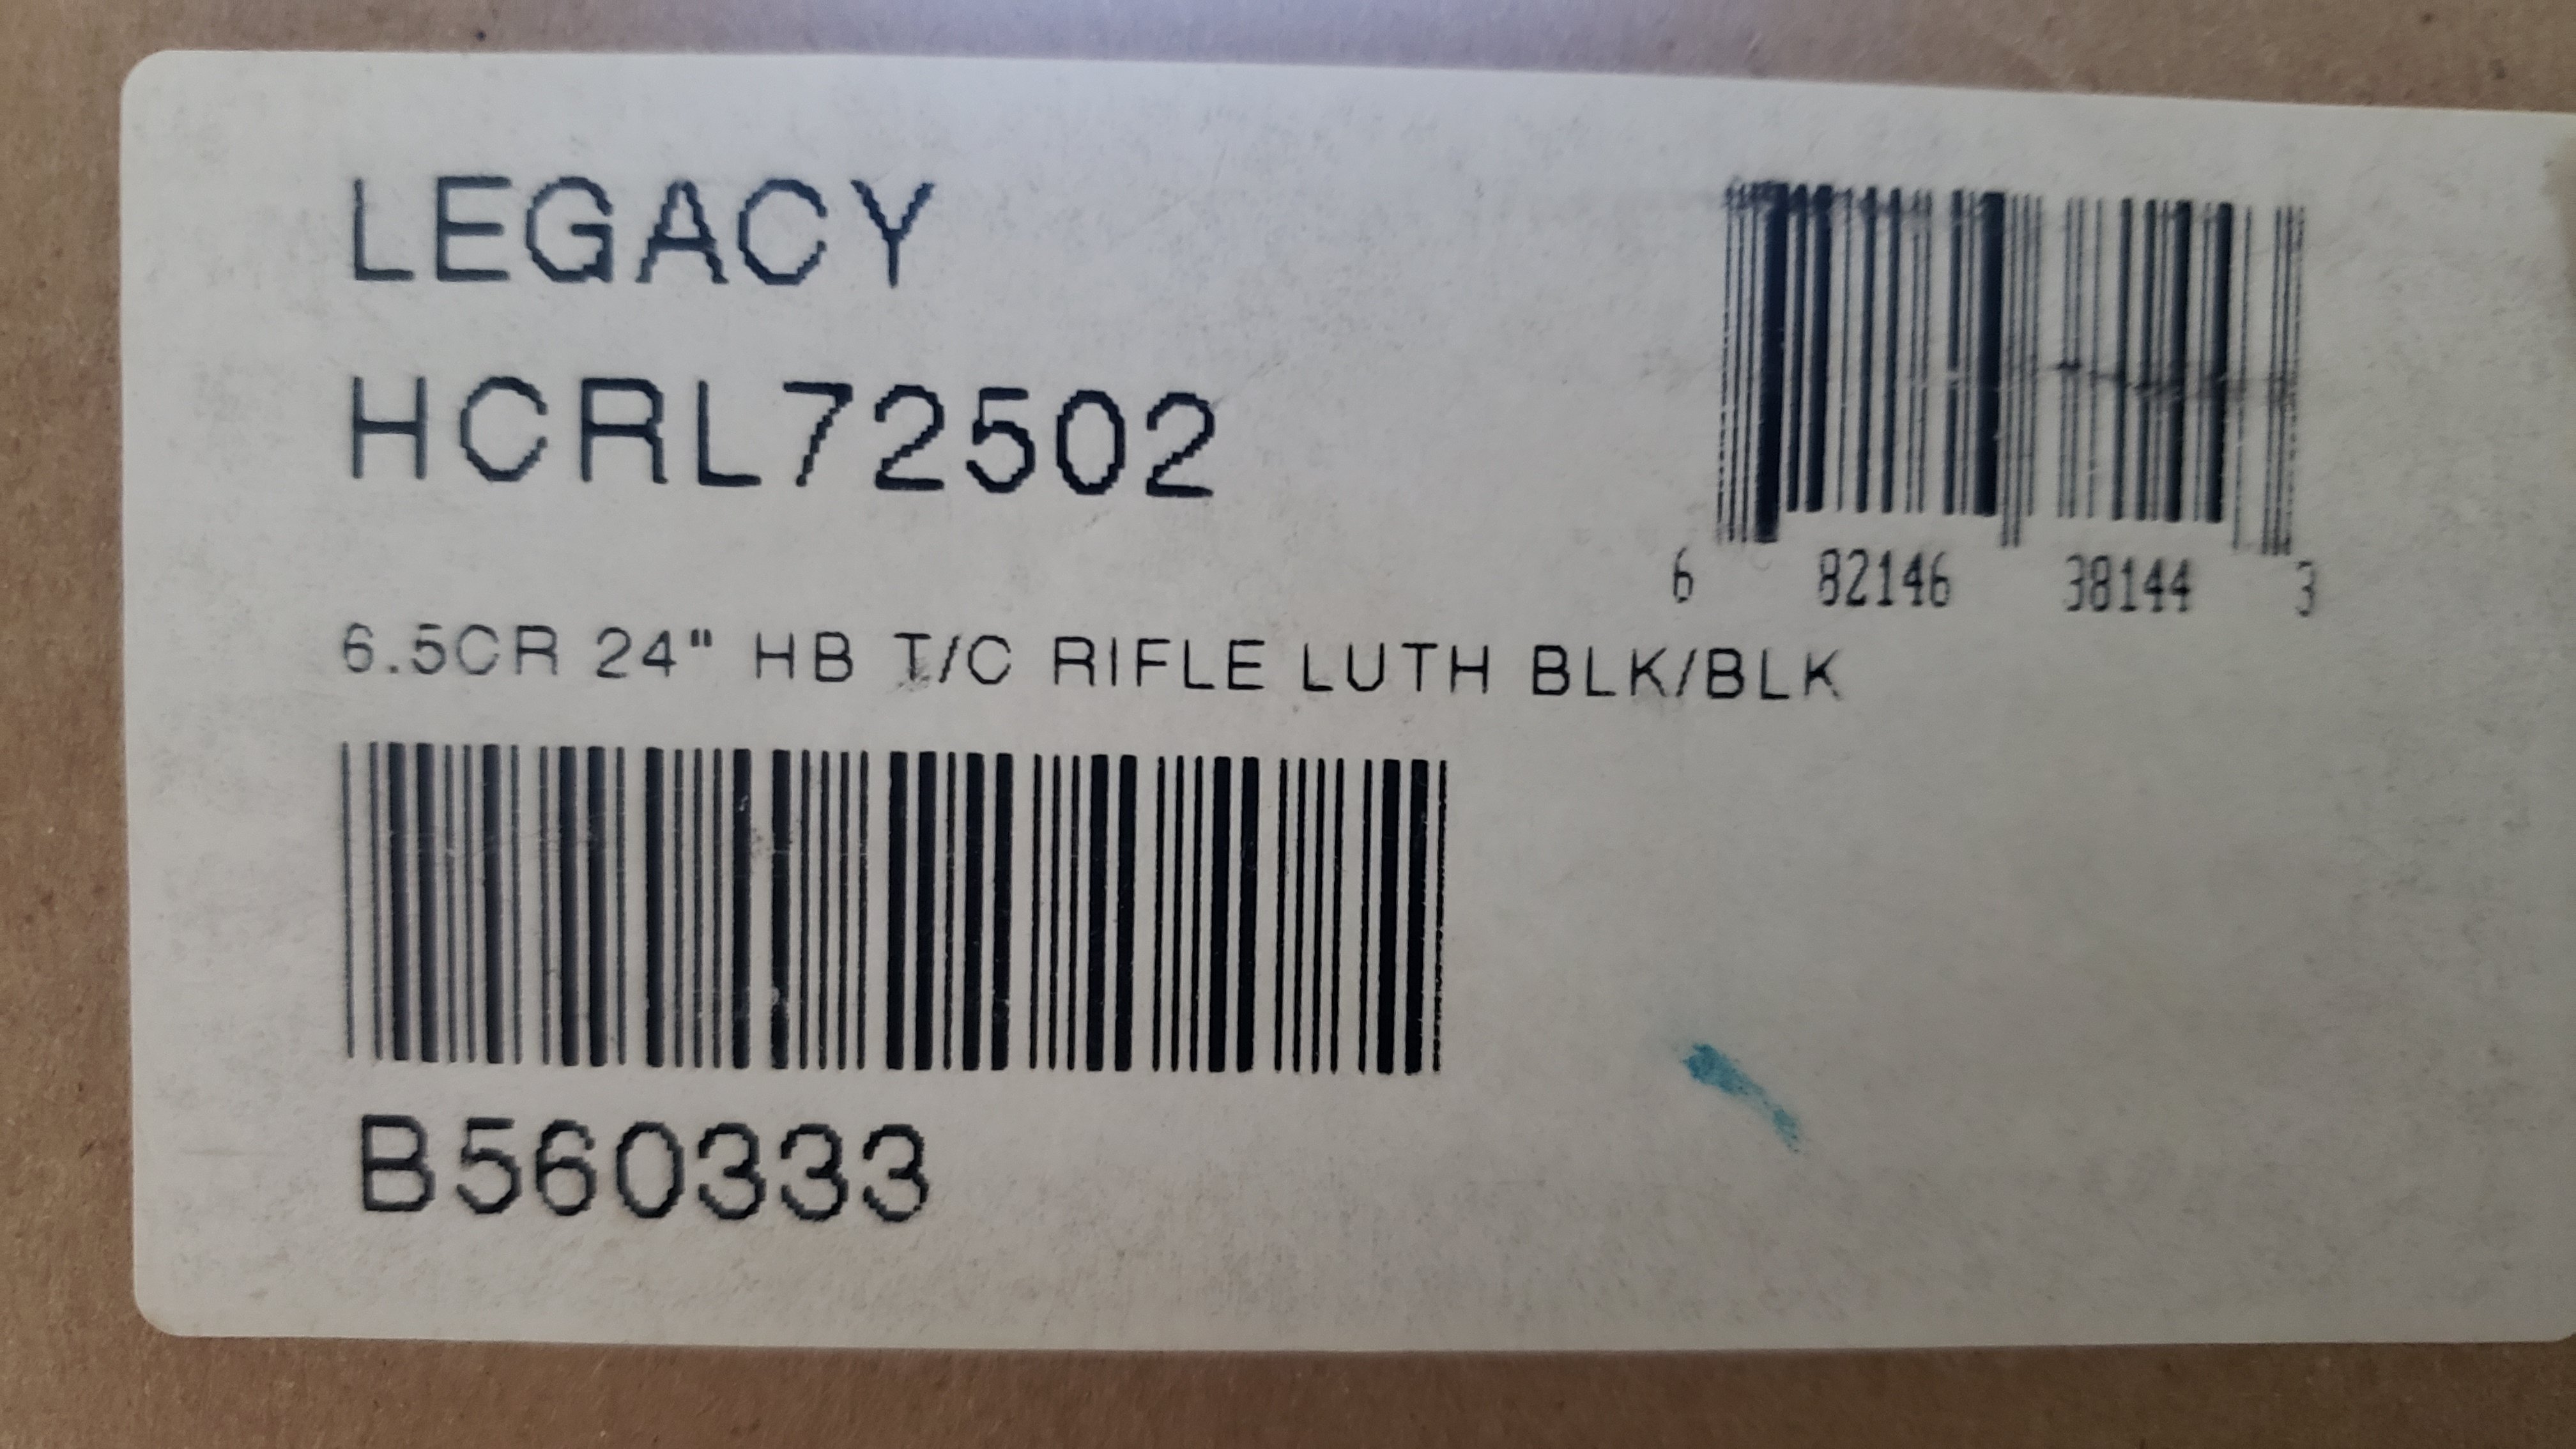 LEGACY
HCRL72502
6 82146 38144 3
6.5CR 24" HB T/C RIFLE LUTH BLK/BLK
B560333